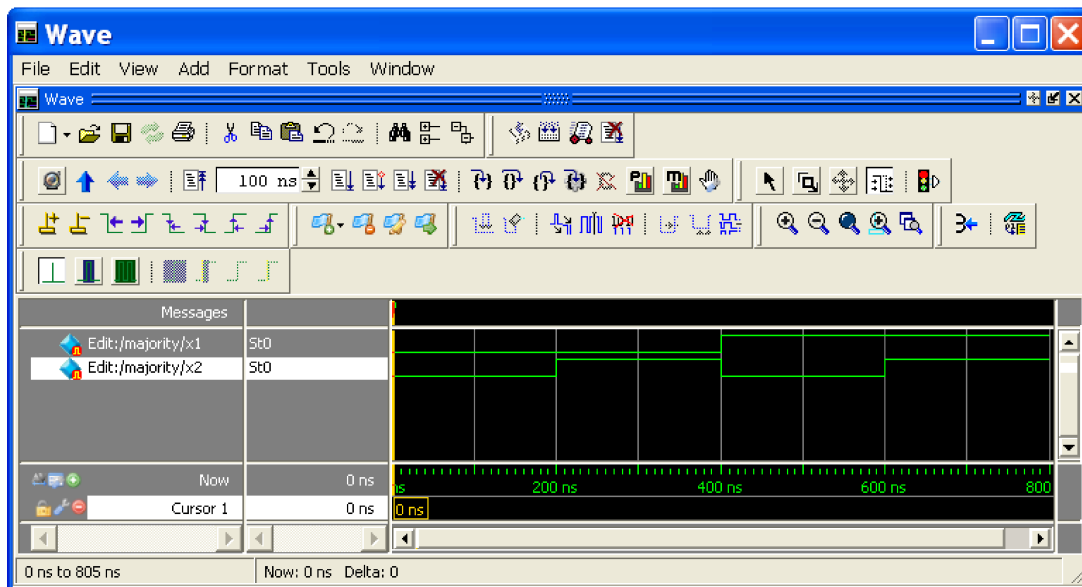 Wave
File Edit View Add Format Tools Window
Wave
100 ns
Messages
Edit:/majority/x1 St0
Edit:/majority/x2 St0
Now 0 ns
ns 200 ns 400 ns 600 ns 800
Cursor 1 0 ns 0 ns
0 ns to 805 ns Now: 0 ns Delta: 0